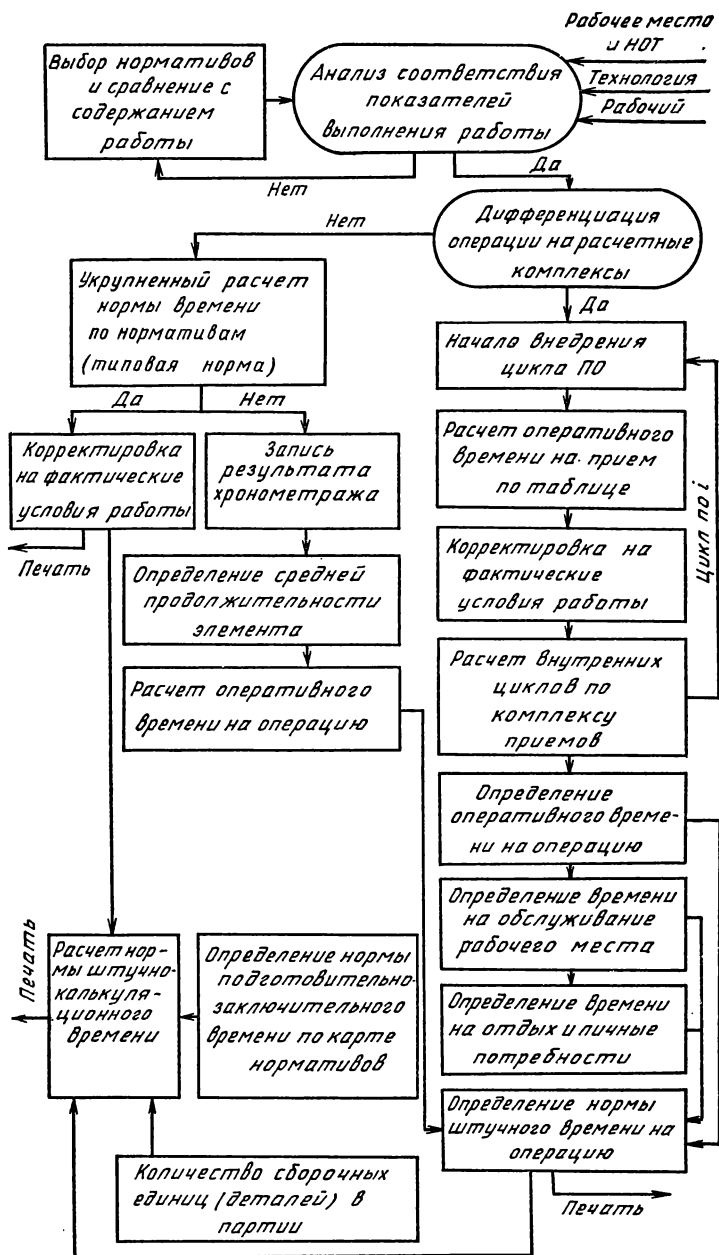 Рабочее место
и НОТ
Технология
Рабочий
Выбор нормативов
и сравнение с
содержанием
работы
Анализ соответствия
показателей
выполнения работы
Нет
Да
Дифференциация
операции на расчетные
комплексы
Нет
Да
Укрупненный расчет
нормы времени
по нормативам
(типовая норма)
Да
Нет
Начало внедрения
цикла ПО
Корректировка
на фактические
условия работы
Печать
Запись
результата
хронометража
Расчет оперативного
времени на прием
по таблице
Цикл по i
Определение средней
продолжительности
элемента
Корректировка на
фактические
условия работы
Расчет оперативного
времени на операцию
Расчет внутренних
циклов по
комплексу
приемов
Определение
оперативного време-
ни на операцию
Определение времени
на обслуживание
рабочего места
Печать
Расчет нор-
мы штучно-
калькуля-
ционного
времени
Определение нормы
подготовительно-
заключительного
времени по карте
нормативов
Определение времени
на отдых и личные
потребности
Определение нормы
штучного времени на
операцию
Количество сборочных
единиц (деталей) в
партии
Печать